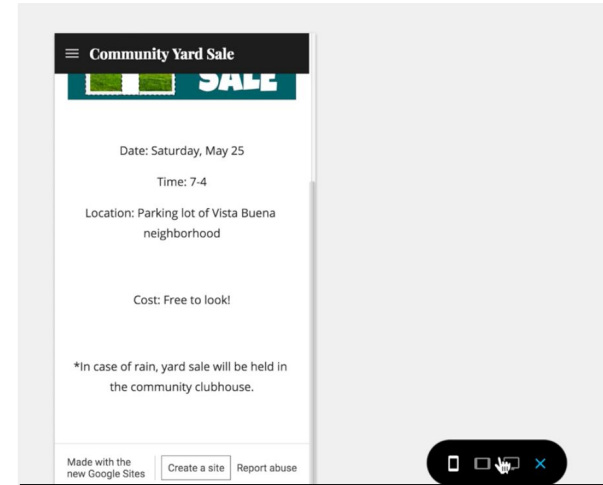 Community Yard Sale
SALE
Date: Saturday, May 25
Time: 7-4
Location: Parking lot of Vista Buena
neighborhood
Cost: Free to look!
*In case of rain, yard sale will be held in
the community clubhouse.
Made with the
new Google Sites
Create a site
Report abuse